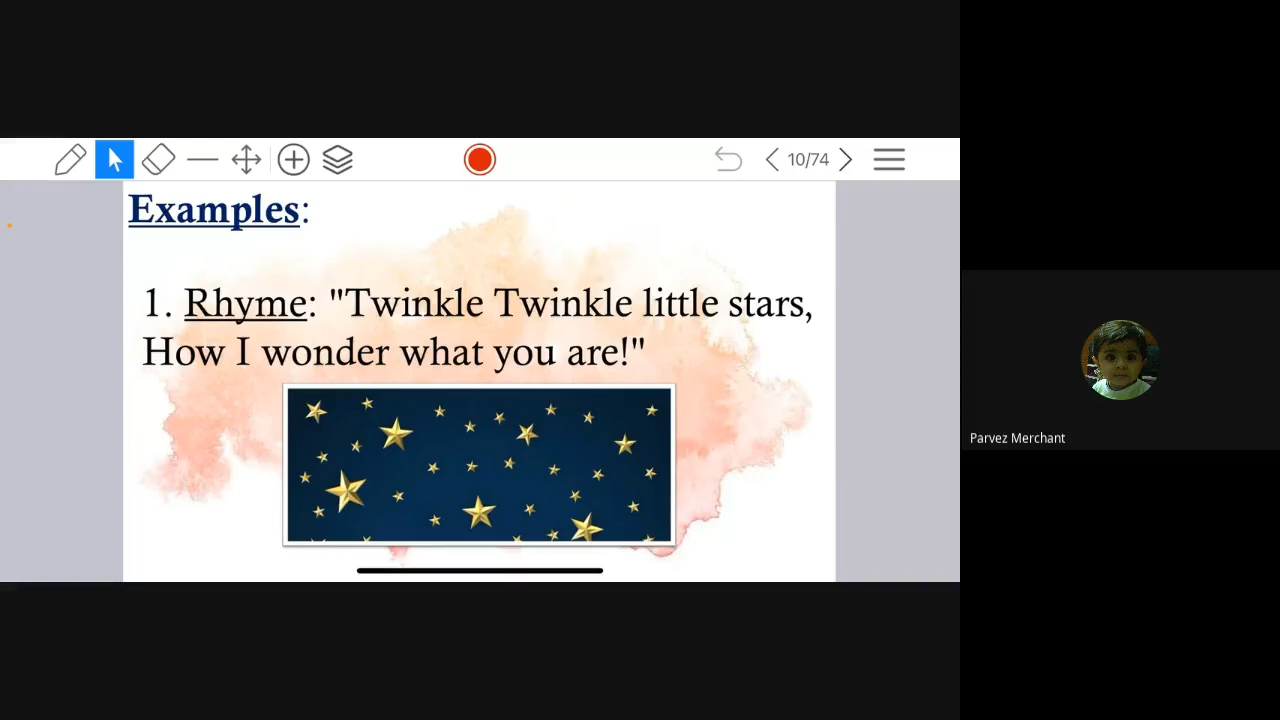 10/74
Examples:
1. Rhyme: "Twinkle Twinkle little stars,
How I wonder what you are!"
Parvez Merchant